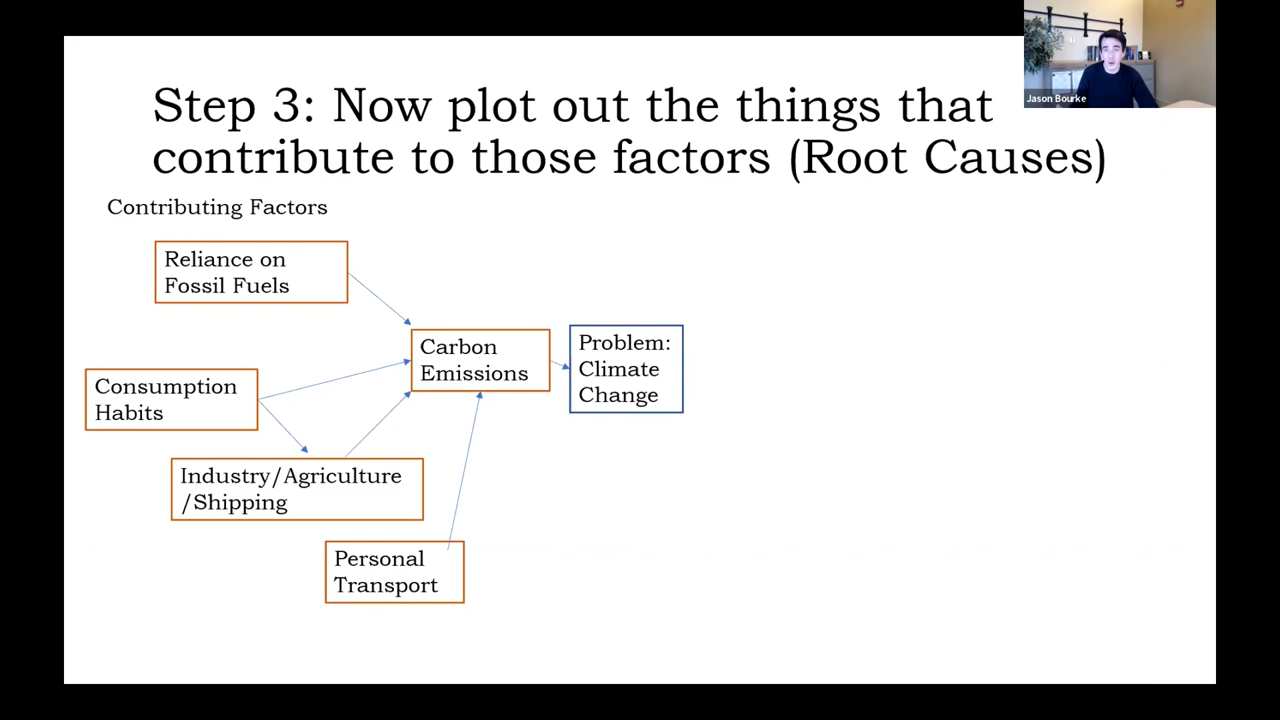 Step 3: Now plot out the things that
contribute to those factors (Root Causes)
Jason Bourke
Contributing Factors
Reliance on
Fossil Fuels
Carbon
Emissions
Problem:
Climate
Change
Consumption
Habits
Industry/Agriculture
/Shipping
Personal
Transport